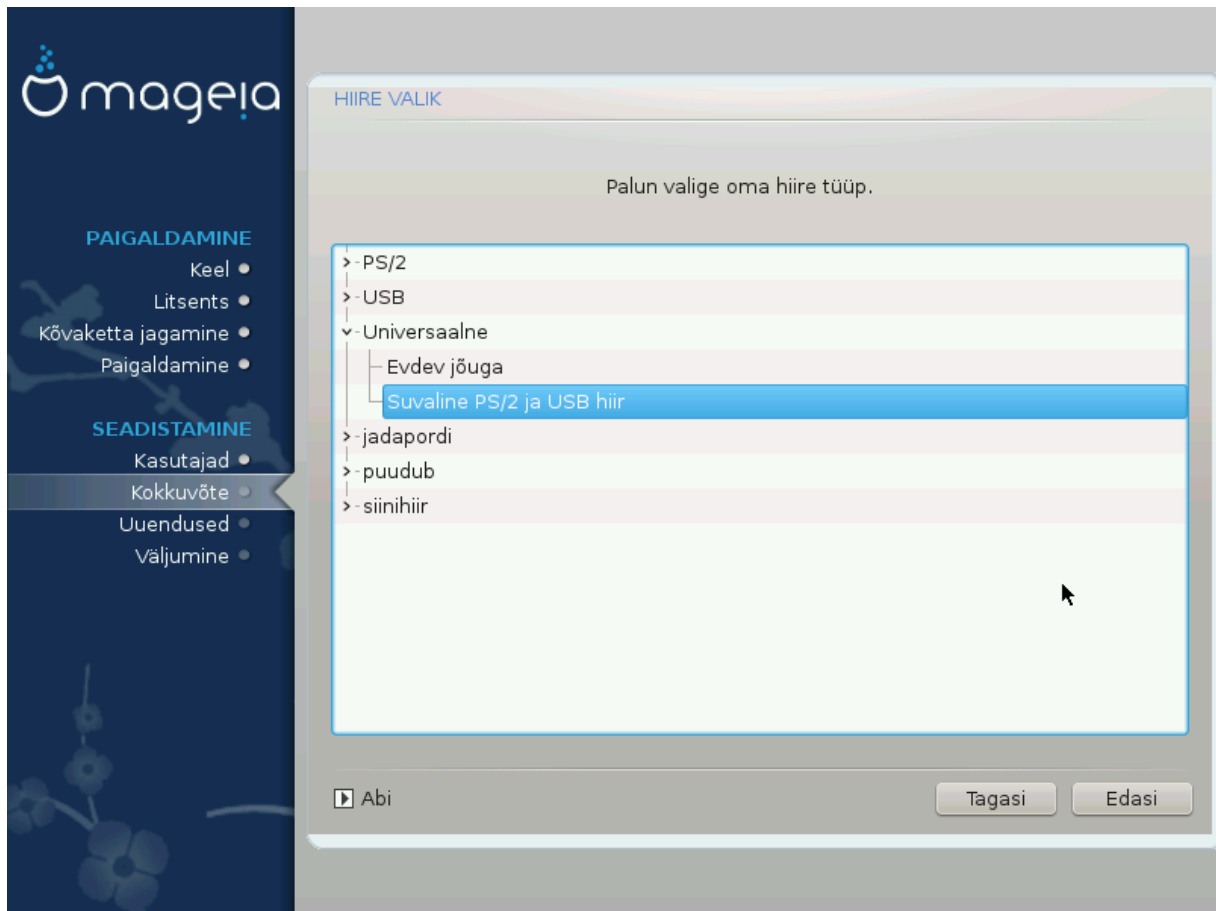 mageia
PAIGALDAMINE
Keel
Litsents
Kõvaketta jagamine
Paigaldamine
SEADISTAMINE
Kasutajad
Kokkuvõte
Uuendused
Väljumine
HIIRE VALIK
Palun valige oma hiire tüüp.
PS/2
USB
Universaalne
Evdev jõuga
Suvaline PS/2 ja USB hiir
jadapordi
puudub
siinihiir
Abi
Tagasi
Edasi